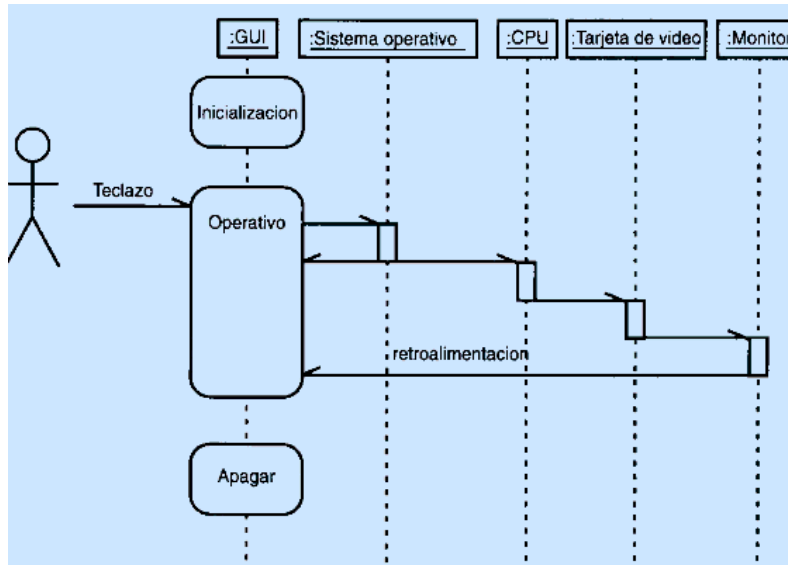 :GUI
:Sistema operativo
:CPU
:Tarjeta de video
:Monitor
Inicializacion
Teclazo
Operativo
retroalimentacion
Apagar